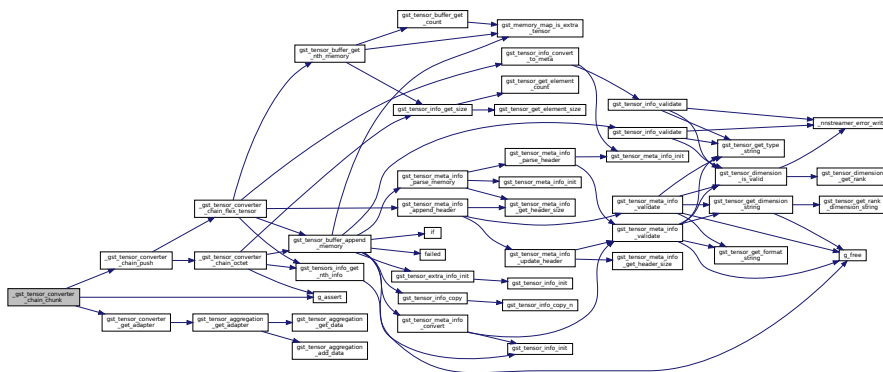 gst_tensor_buffer_get
_count
gst_memory_map_is_extra
_tensor
gst_tensor_buffer_get
_nth_memory
gst_tensor_info_convert
_to_meta
gst_tensor_get_element
_count
gst_tensor_info_get_size
gst_tensor_get_element_size
gst_tensor_info_validate
gst_tensor_info_validate
_nnstreamer_error_write
gst_tensor_get_type
_string
gst_tensor_meta_info
_parse_header
gst_tensor_meta_info_init
gst_tensor_dimension
_is_valid
gst_tensor_dimension
_get_rank
gst_tensor_meta_info
_parse_memory
gst_tensor_meta_info_init
_gst_tensor_converter
_chain_flex_tensor
gst_tensor_meta_info
_append_header
gst_tensor_meta_info
_get_header_size
gst_tensor_meta_info
_validate
gst_tensor_get_dimension
_string
gst_tensor_get_rank
_dimension_string
gst_tensor_buffer_append
_memory
if
failed
gst_tensor_meta_info
_validate
gst_tensor_meta_info
_update_header
gst_tensor_meta_info
_get_header_size
gst_tensor_get_format
_string
g_free
_gst_tensor_converter
_chain_push
_gst_tensor_converter
_chain_octet
gst_tensors_info_get
_nth_info
gst_tensor_extra_info_init
gst_tensor_info_init
_gst_tensor_converter
_chain_chunk
g_assert
gst_tensor_info_copy
gst_tensor_info_copy_n
gst_tensor_converter
_get_adapter
gst_tensor_aggregation
_get_adapter
gst_tensor_aggregation
_get_data
gst_tensor_meta_info
_convert
gst_tensor_aggregation
_add_data
gst_tensor_info_init